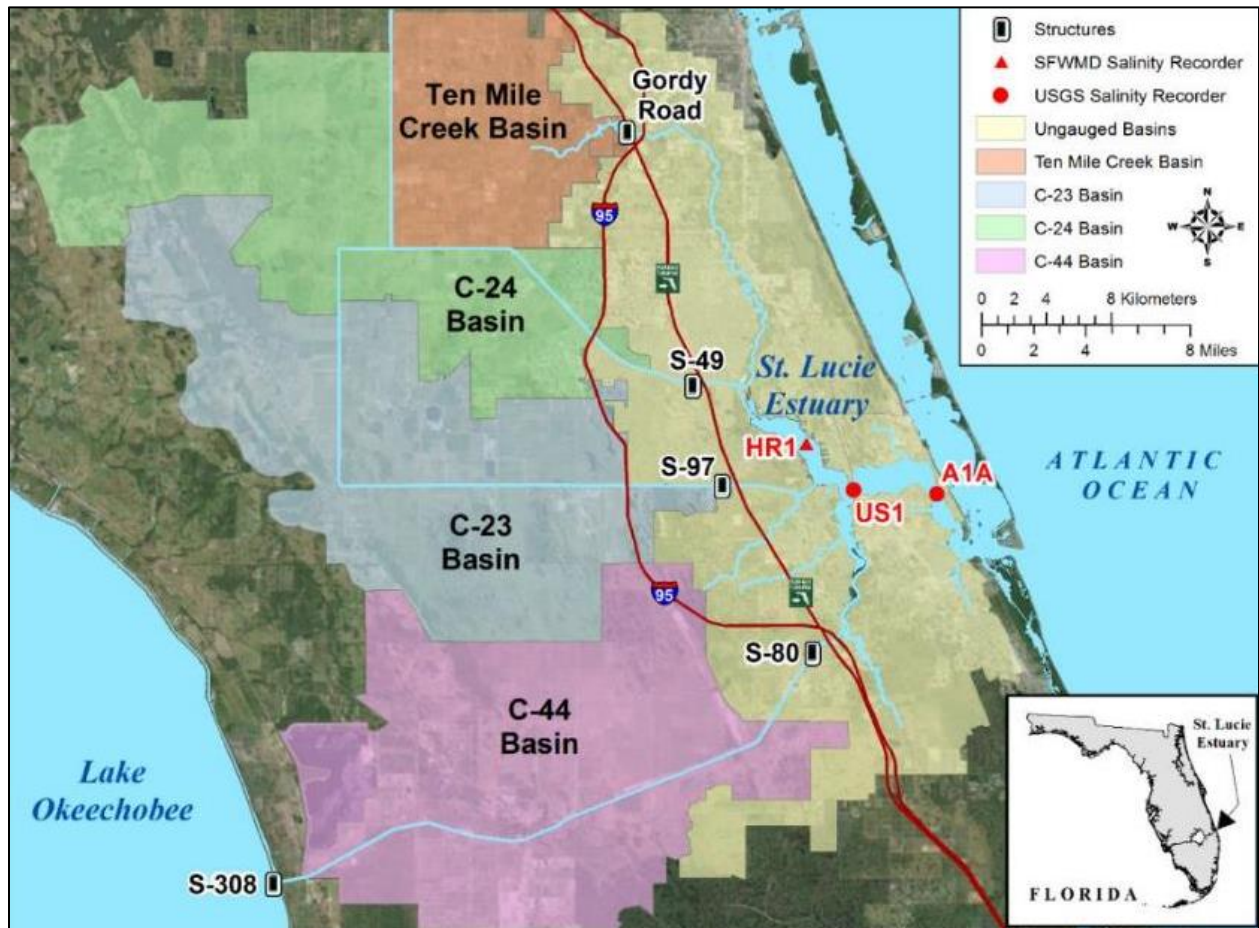 Structures
SFWMD Salinity Recorder
USGS Salinity Recorder
Ungauged Basins
Ten Mile Creek Basin
C-23 Basin
C-24 Basin
C-44 Basin
N
W
E
S
0 2 4 8 Kilometers
0 2 4 8 Miles
Ten Mile
Creek Basin
Gordy
Road
95
C-24
Basin
S-49
St. Lucie
Estuary
HR1
S-97
A1A
US1
ATLANTIC
OCEAN
C-23
Basin
95
S-80
C-44
Basin
Lake
Okeechobee
S-308
St. Lucie
Estuary
FLORIDA